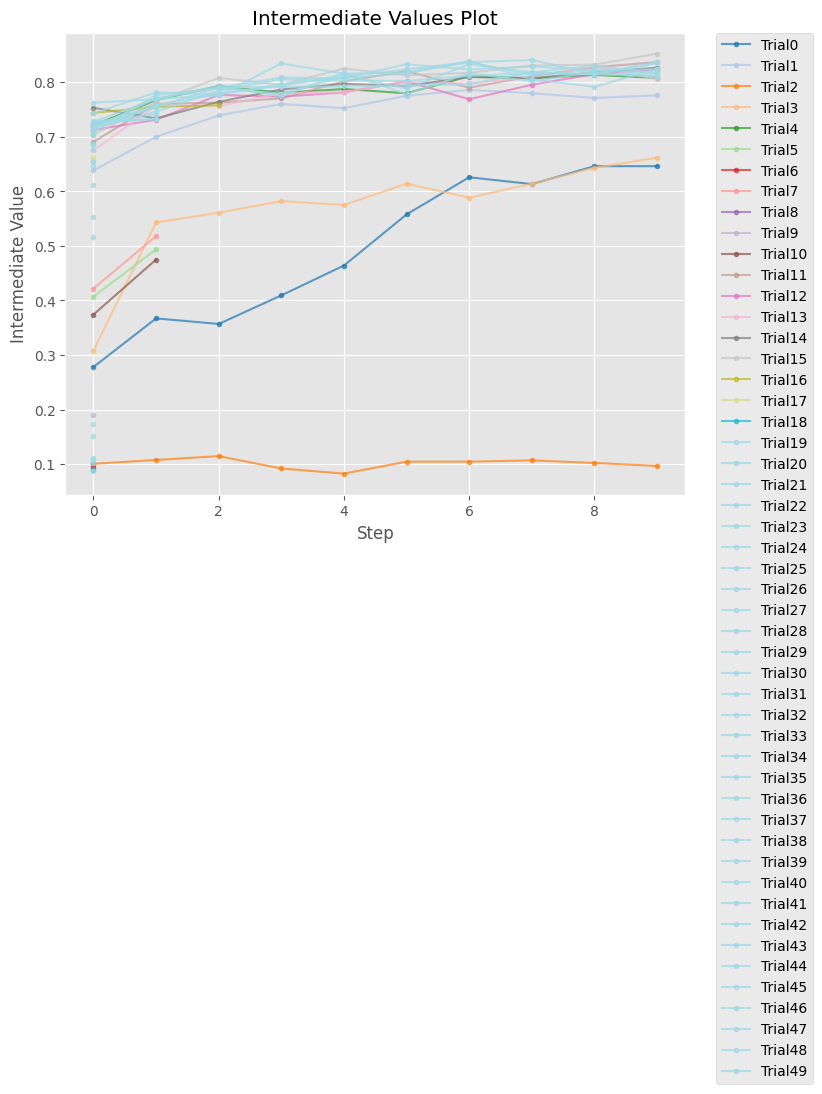 Intermediate Values Plot
Intermediate Value
0.8
0.7
0.6
0.5
0.4
0.3
0.2
0.1
0
2
4
6
8
Step
Trial0
Trial1
Trial2
Trial3
Trial4
Trial5
Trial6
Trial7
Trial8
Trial9
Trial10
Trial11
Trial12
Trial13
Trial14
Trial15
Trial16
Trial17
Trial18
Trial19
Trial20
Trial21
Trial22
Trial23
Trial24
Trial25
Trial26
Trial27
Trial28
Trial29
Trial30
Trial31
Trial32
Trial33
Trial34
Trial35
Trial36
Trial37
Trial38
Trial39
Trial40
Trial41
Trial42
Trial43
Trial44
Trial45
Trial46
Trial47
Trial48
Trial49